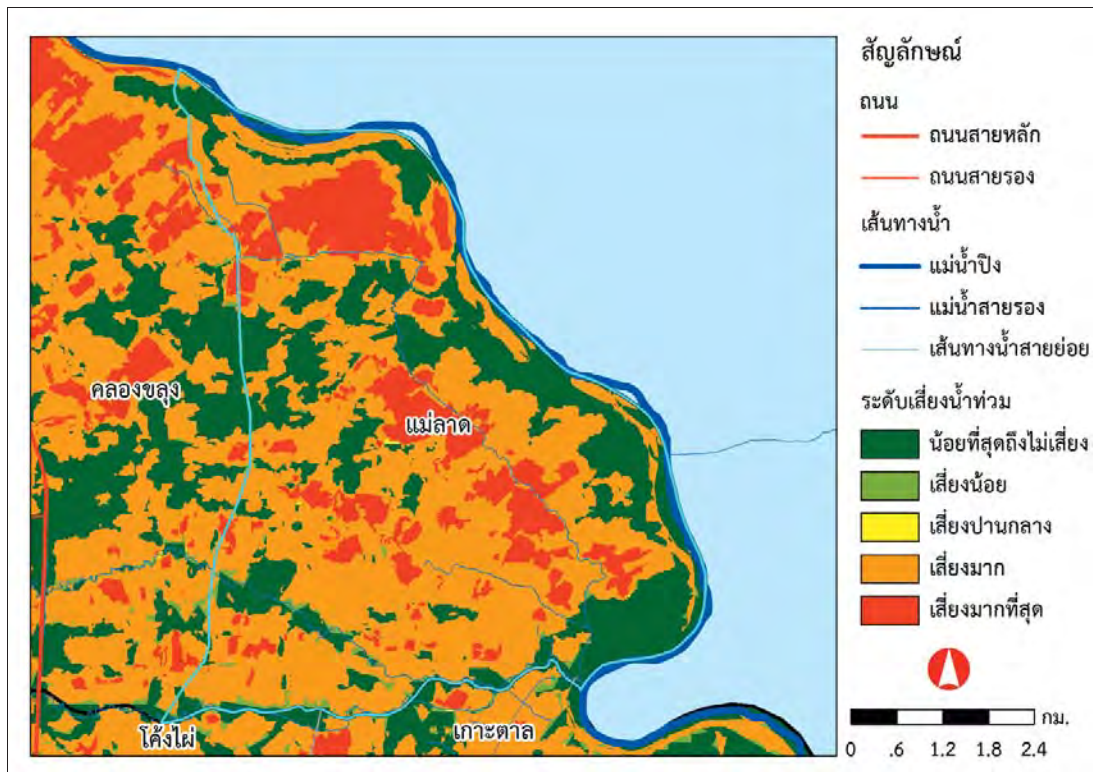 คลองขลุง
แม่ลาด
โค้งไผ่
เกาะตาล
สัญลักษณ์
ถนน
ถนนสายหลัก
ถนนสายรอง
เส้นทางน้ำ
แม่น้ำปิง
แม่น้ำสายรอง
เส้นทางน้ำสายย่อย
ระดับเสี่ยงน้ำท่วม
น้อยที่สุดถึงไม่เสี่ยง
เสี่ยงน้อย
เสี่ยงปานกลาง
เสี่ยงมาก
เสี่ยงมากที่สุด
กม.
0 .6 1.2 1.8 2.4